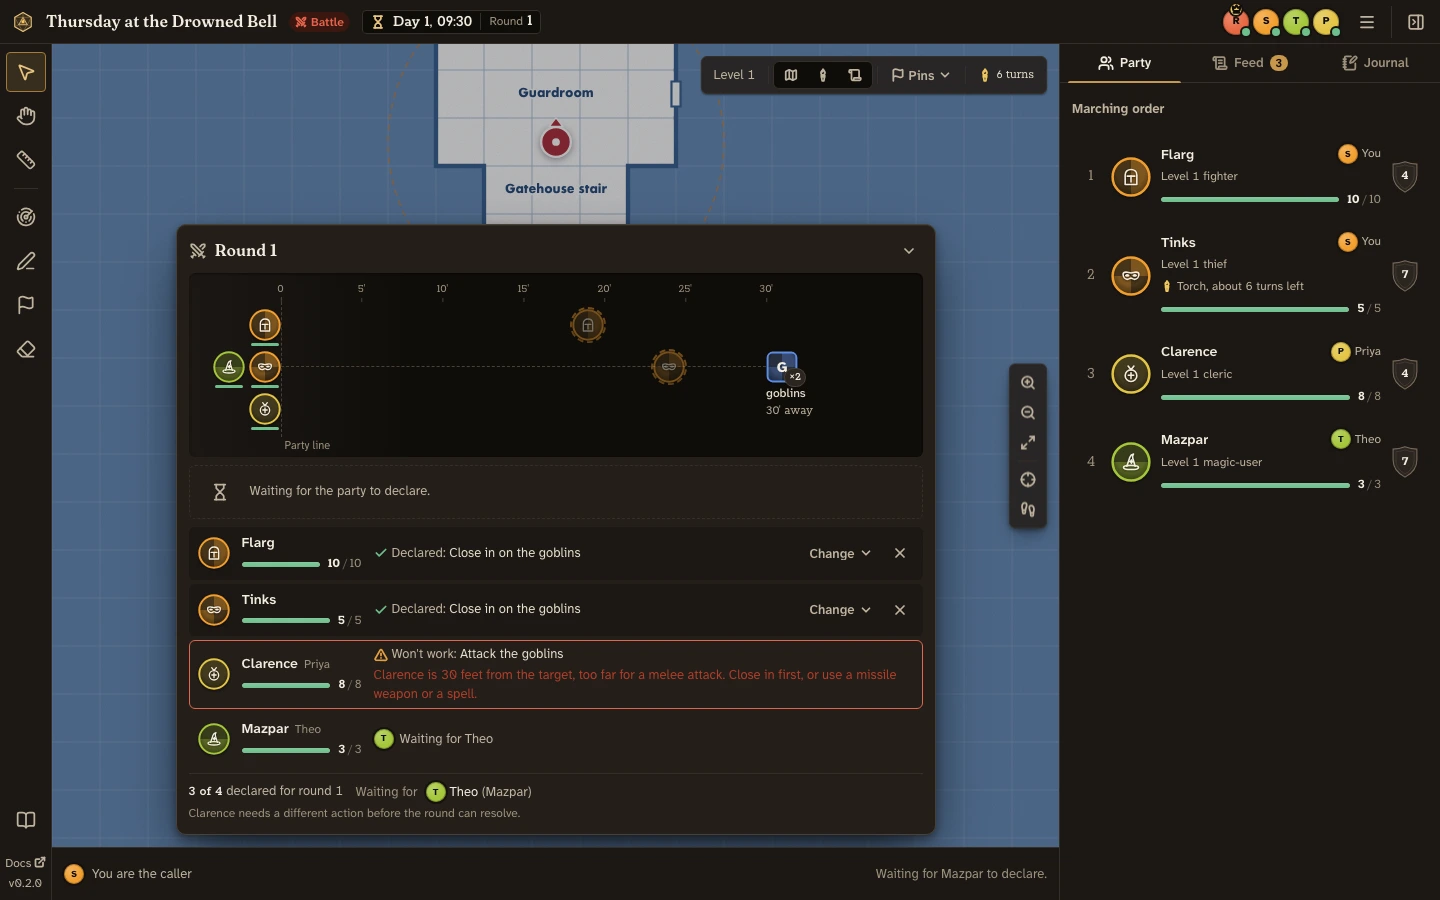 Thursday at the Drowned Bell
Battle
Day 1, 09:30
Round 1
R
S
T
P
Level 1
Pins
6 turns
Guardroom
Gatehouse stair
Party
Feed 3
Journal
Marching order
1
Flarg
S You
Level 1 fighter
10 / 10
4
2
Tinks
S You
Level 1 thief
Torch, about 6 turns left
5 / 5
7
3
Clarence
P Priya
Level 1 cleric
8 / 8
4
4
Mazpar
T Theo
Level 1 magic-user
3 / 3
7
Round 1
0
5'
10'
15'
20'
25'
30'
G
×2
goblins
30' away
Party line
Waiting for the party to declare.
Flarg
10 / 10
Declared: Close in on the goblins
Change
Tinks
5 / 5
Declared: Close in on the goblins
Change
Clarence Priya
8 / 8
Won't work: Attack the goblins
Clarence is 30 feet from the target, too far for a melee attack. Close in first, or use a missile
weapon or a spell.
Mazpar Theo
3 / 3
T Waiting for Theo
3 of 4 declared for round 1 Waiting for T Theo (Mazpar)
Clarence needs a different action before the round can resolve.
Docs
v0.2.0
S You are the caller
Waiting for Mazpar to declare.